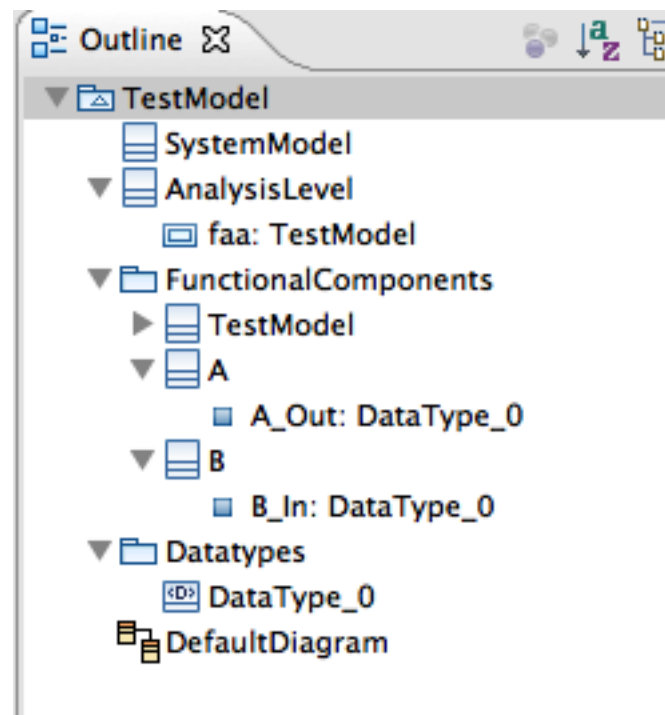 Outline
TestModel
SystemModel
AnalysisLevel
faa: TestModel
FunctionalComponents
TestModel
A
A_Out: DataType_0
B
B_In: DataType_0
Datatypes
<D>
DataType_0
DefaultDiagram
a
z